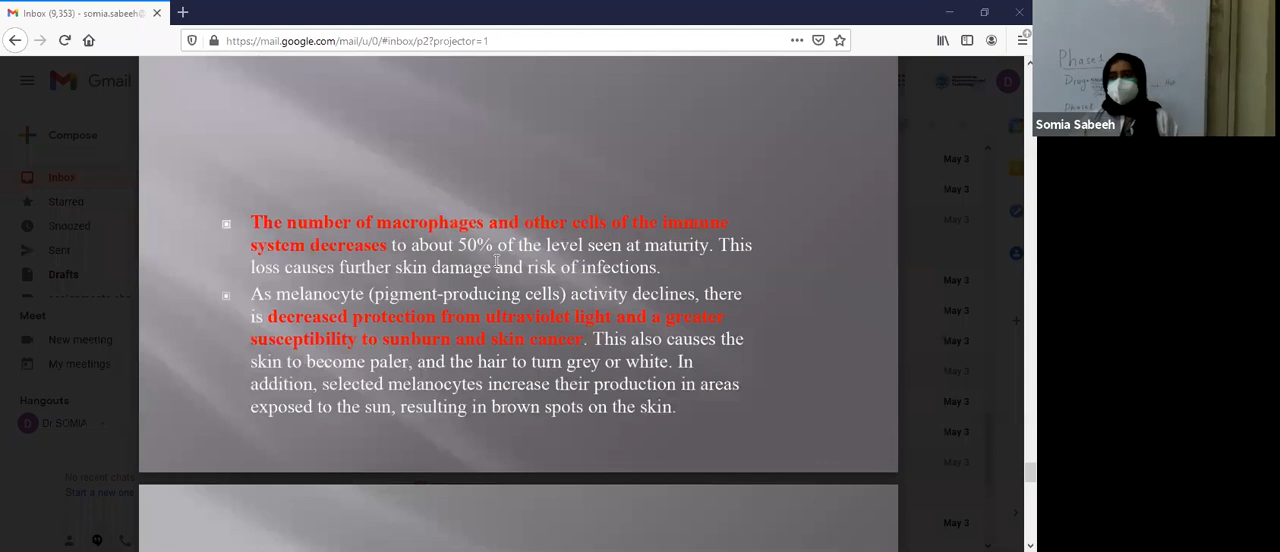 Inbox (9,353) - somia.sabeeh@
https://mail.google.com/mail/u/0/#inbox/p2?projector=1
Gmail
Compose
Inbox
Starred
Snoozed
Sent
Drafts
Meet
New meeting
My meetings
Hangouts
Dr SOMIA
No recent chats
Start a new one
The number of macrophages and other cells of the immune
system decreases to about 50% of the level seen at maturity. This
loss causes further skin damage and risk of infections.
As melanocyte (pigment-producing cells) activity declines, there
is decreased protection from ultraviolet light and a greater
susceptibility to sunburn and skin cancer. This also causes the
skin to become paler, and the hair to turn grey or white. In
addition, selected melanocytes increase their production in areas
exposed to the sun, resulting in brown spots on the skin.
D
May 3
May 3
May 3
May 3
May 3
May 3
May 3
May 3
May 3
May 3
Phase 1
Drug
Somia Sabeeh